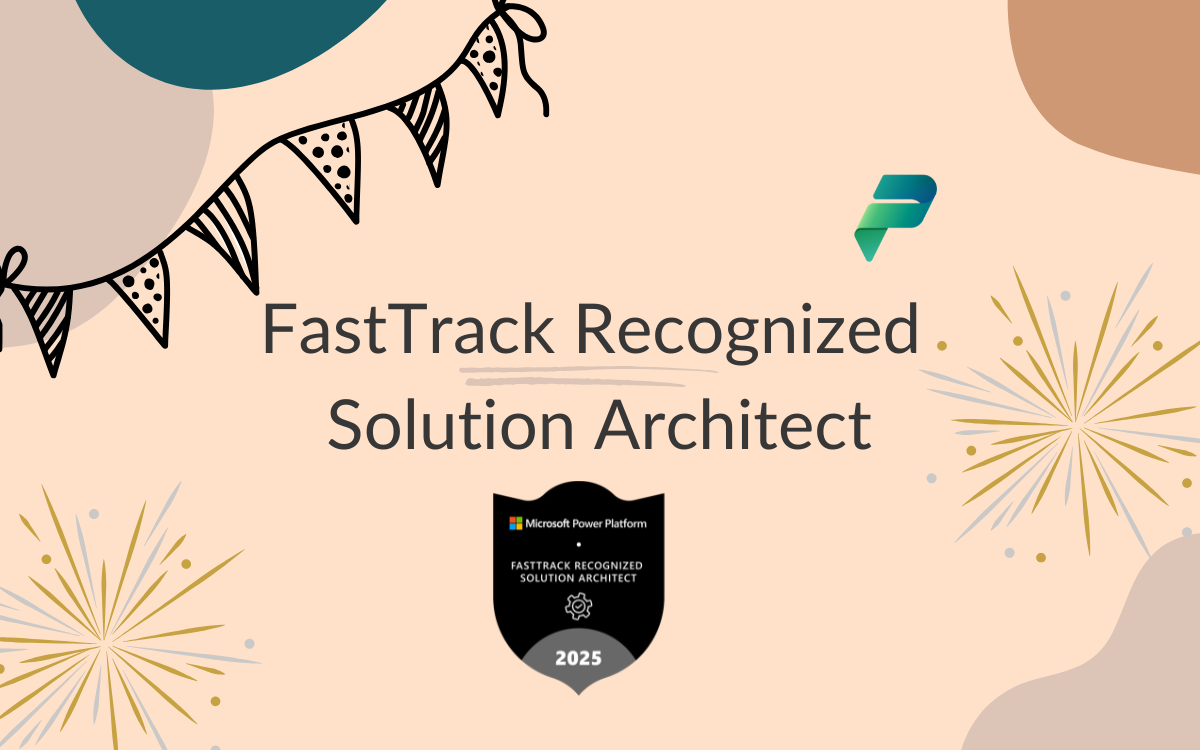 FastTrack Recognized
Solution Architect
Microsoft Power Platform
FASTTRACK RECOGNIZED
SOLUTION ARCHITECT
2025